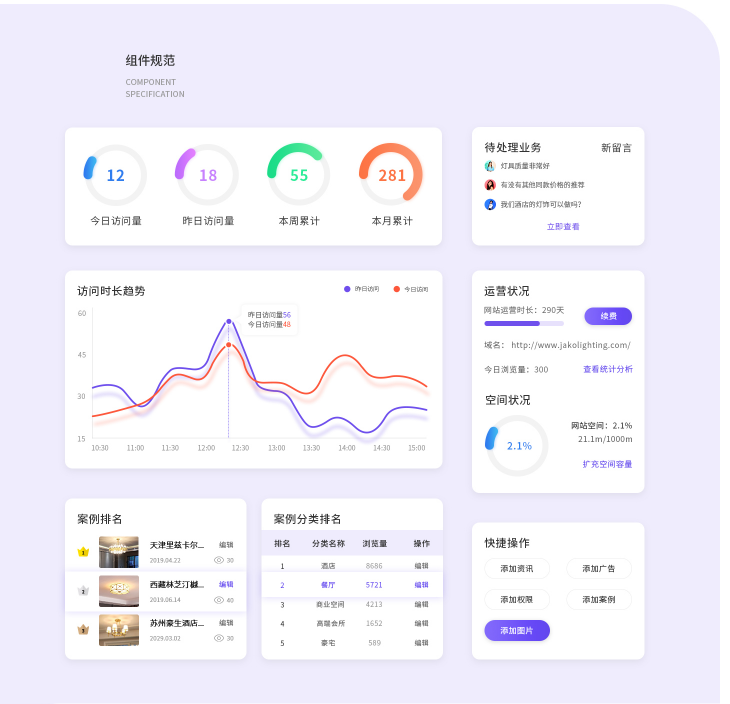 组件规范
COMPONENT
SPECIFICATION
12
18
55
281
今日访问量
昨日访问量
本周累计
本月累计
待处理业务
新留言
灯具质量非常好
有没有其他同款价格的推荐
我们酒店的灯饰可以做吗?
立即查看
访问时长趋势
昨日访问
今日访问
昨日访问量56
今日访问量48
60
45
30
15
10:30
11:00
11:30
12:00
12:30
13:00
13:30
14:00
14:30
15:00
运营状况
网站运营时长: 290天
续费
域名: http://www.jakolighting.com/
今日浏览量: 300
查看统计分析
空间状况
2.1%
网站空间: 2.1%
21.1m/1000m
扩充空间容量
案例排名
1
天津里兹卡尔...
编辑
2019.04.22
30
2
西藏林芝汀樾...
编辑
2019.06.14
40
3
苏州豪生酒店...
编辑
2029.03.02
30
案例分类排名
排名 分类名称 浏览量 操作
1 酒店 8686 编辑
2 餐厅 5721 编辑
3 商业空间 4213 编辑
4 高端会所 1652 编辑
5 豪宅 589 编辑
快捷操作
添加资讯
添加广告
添加权限
添加案例
添加图片